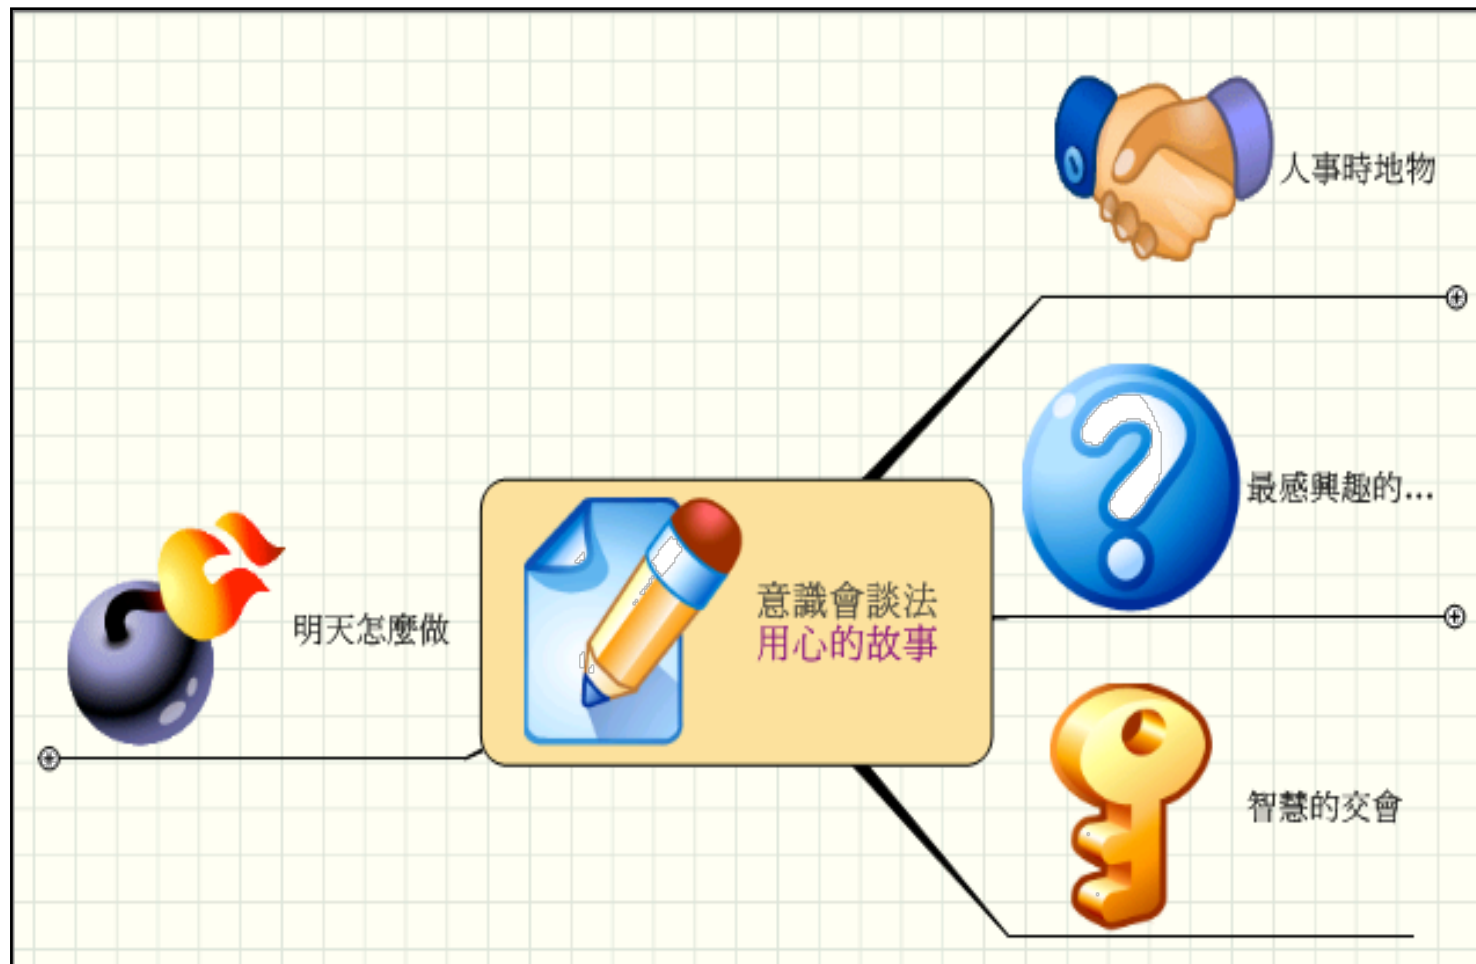 人事時地物
最感興趣的...
明天怎麼做
意識會談法
用心的故事
智慧的交會